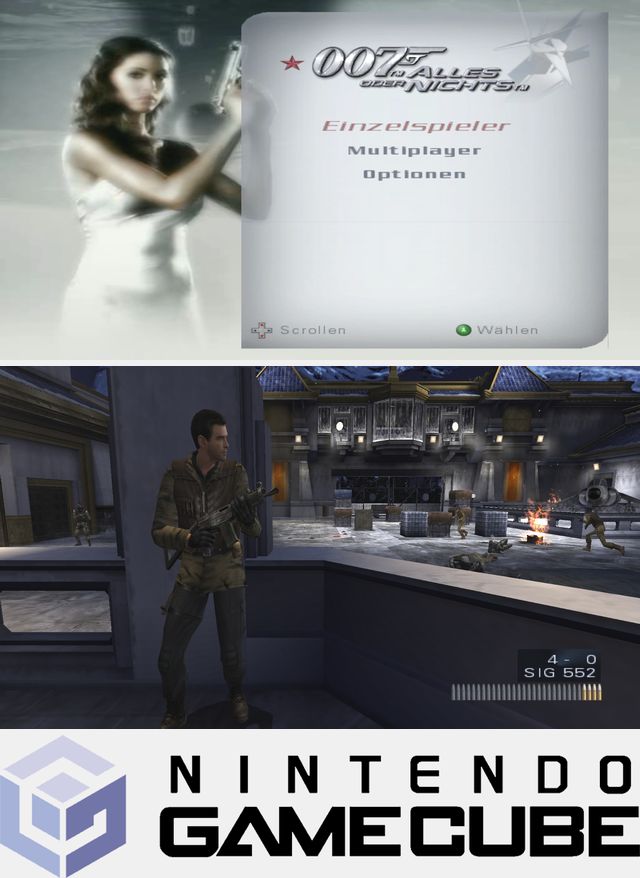 007
ALLES
ODER NICHTS
Einzelspieler
Multiplayer
Optionen
Scrollen
A Wählen
4 - 0
SIG 552
NINTENDO
GAMECUBE